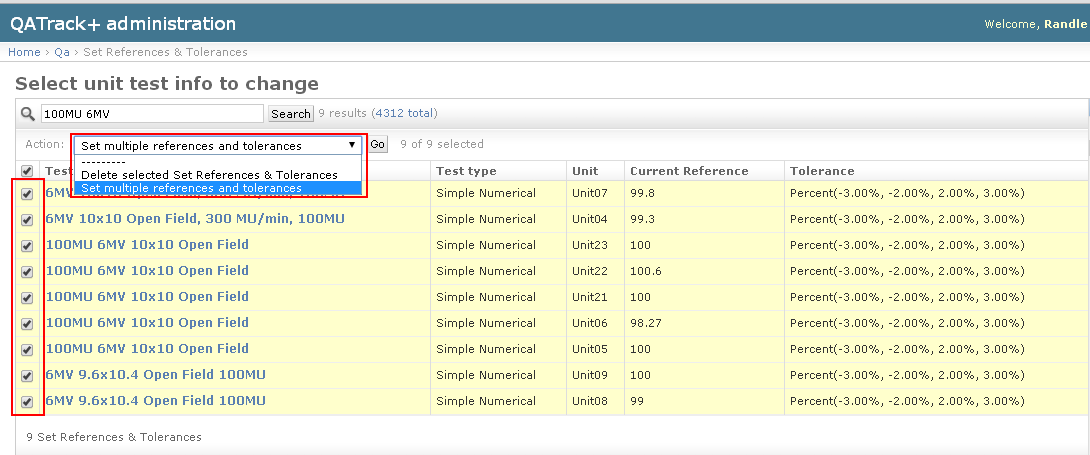 QATrack+ administration
Welcome, Randle
Home › Qa › Set References & Tolerances
Select unit test info to change
100MU 6MV Search 9 results (4312 total)
Action: Set multiple references and tolerances Go 9 of 9 selected
---------
Delete selected Set References & Tolerances
Set multiple references and tolerances
Test Test type Unit Current Reference Tolerance
6MV Simple Numerical Unit07 99.8 Percent(-3.00%, -2.00%, 2.00%, 3.00%)
6MV 10x10 Open Field, 300 MU/min, 100MU Simple Numerical Unit04 99.3 Percent(-3.00%, -2.00%, 2.00%, 3.00%)
100MU 6MV 10x10 Open Field Simple Numerical Unit23 100 Percent(-3.00%, -2.00%, 2.00%, 3.00%)
100MU 6MV 10x10 Open Field Simple Numerical Unit22 100.6 Percent(-3.00%, -2.00%, 2.00%, 3.00%)
100MU 6MV 10x10 Open Field Simple Numerical Unit21 100 Percent(-3.00%, -2.00%, 2.00%, 3.00%)
100MU 6MV 10x10 Open Field Simple Numerical Unit06 98.27 Percent(-3.00%, -2.00%, 2.00%, 3.00%)
100MU 6MV 10x10 Open Field Simple Numerical Unit05 100 Percent(-3.00%, -2.00%, 2.00%, 3.00%)
6MV 9.6x10.4 Open Field 100MU Simple Numerical Unit09 100 Percent(-3.00%, -2.00%, 2.00%, 3.00%)
6MV 9.6x10.4 Open Field 100MU Simple Numerical Unit08 99 Percent(-3.00%, -2.00%, 2.00%, 3.00%)
9 Set References & Tolerances